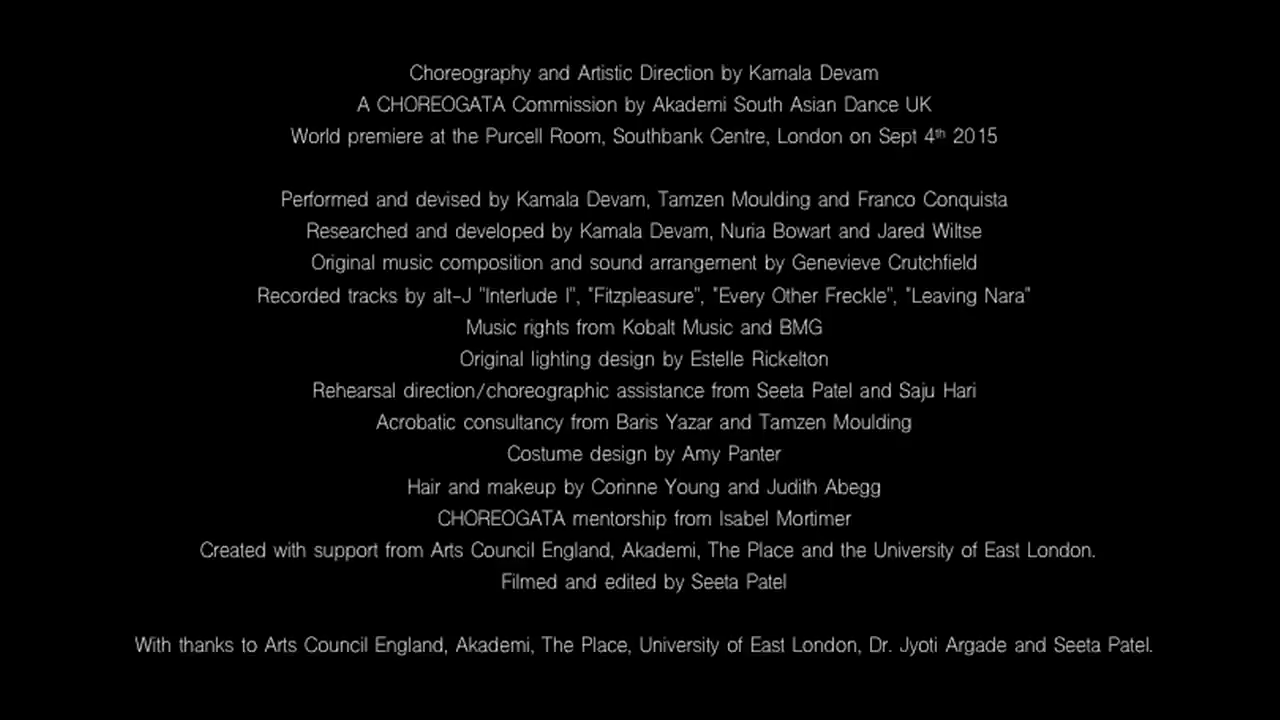 Choreography and Artistic Direction by Kamala Devam
A CHOREOGATA Commission by Akademi South Asian Dance UK
World premiere at the Purcell Room, Southbank Centre, London on Sept 4th 2015
Performed and devised by Kamala Devam, Tamzen Moulding and Franco Conquista
Researched and developed by Kamala Devam, Nuria Bowart and Jared Wiltse
Original music composition and sound arrangement by Genevieve Crutchfield
Recorded tracks by alt-J "Interlude I", "Fitzpleasure", "Every Other Freckle", "Leaving Nara"
Music rights from Kobalt Music and BMG
Original lighting design by Estelle Rickelton
Rehearsal direction/choreographic assistance from Seeta Patel and Saju Hari
Acrobatic consultancy from Baris Yazar and Tamzen Moulding
Costume design by Amy Panter
Hair and makeup by Corinne Young and Judith Abegg
CHOREOGATA mentorship from Isabel Mortimer
Created with support from Arts Council England, Akademi, The Place and the University of East London.
Filmed and edited by Seeta Patel
With thanks to Arts Council England, Akademi, The Place, University of East London, Dr. Jyoti Argade and Seeta Patel.